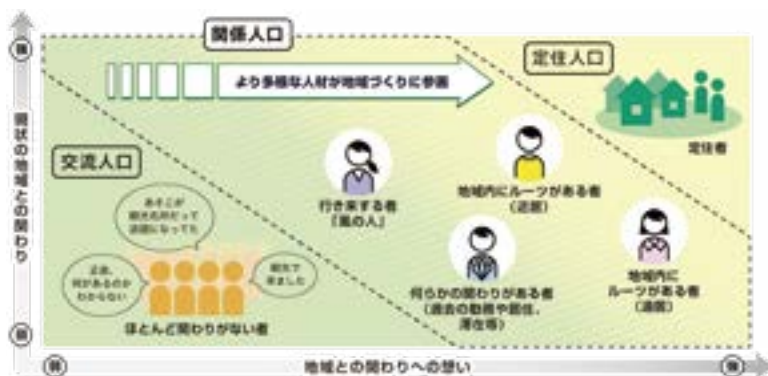 関係人口
強
定住人口
より多様な人材が地域づくりに参画
定住者
現状の地域との関わり
交流人口
行き来する者
「風の人」
地域内にルーツがある者
（近居）
あそこが
観光名所だって
話題になってた
正直、
何があるのか
わからない
観光で
来ました
何らかの関わりがある者
（過去の勤務や居住、
滞在等）
地域内に
ルーツがある者
（遠居）
ほとんど関わりがない者
弱
弱
地域との関わりへの想い
強